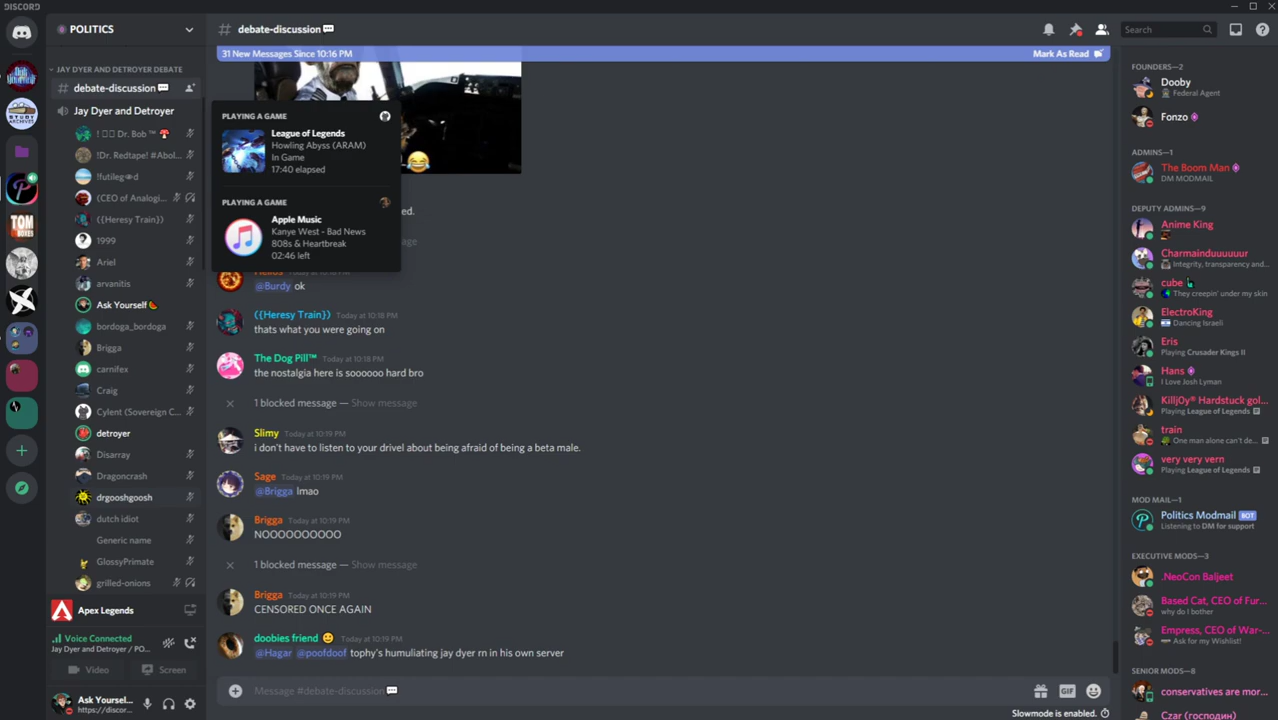 DISCORD
POLITICS
JAY DYER AND DETROYER DEBATE
# debate-discussion
Jay Dyer and Detroyer
Dr. Bob ™
!Dr. Redtape! #Abol...
(CEO of Analogi...
({Heresy Train})
1999
Ariel
arvanitis
Ask Yourself
bordoga_bordoga
Brigga
carnifex
Craig
Cylent (Sovereign C...
detroyer
Disarray
Dragoncrash
drgooshgoosh
dutch idiot
Generic name
GlossyPrimate
grilled-onions
Apex Legends
Voice Connected
Jay Dyer and Detroyer / PO...
Video
Screen
Ask Yoursel...
https://discor...
# debate-discussion
Search
31 New Messages Since 10:16 PM
Mark As Read
PLAYING A GAME
League of Legends
Howling Abyss (ARAM)
In Game
17:40 elapsed
PLAYING A GAME
Apple Music
Kanye West - Bad News
808s & Heartbreak
02:46 left
@Burdy ok
({Heresy Train}) Today at 10:18 PM
thats what you were going on
The Dog Pill™ Today at 10:18 PM
the nostalgia here is soooooo hard bro
1 blocked message — Show message
Slimy Today at 10:19 PM
i don't have to listen to your drivel about being afraid of being a beta male.
Sage Today at 10:19 PM
@Brigga lmao
Brigga Today at 10:19 PM
NOOOOOOOOOO
1 blocked message — Show message
Brigga Today at 10:19 PM
CENSORED ONCE AGAIN
doobies friend Today at 10:19 PM
@Hagar @poofdoof tophy's humuliating jay dyer rn in his own server
Message #debate-discussion
GIF
Slowmode is enabled.
FOUNDERS—2
Dooby
Federal Agent
Fonzo
ADMINS—1
The Boom Man
DM MODMAIL
DEPUTY ADMINS—9
Anime King
Charmainduuuuuur
Integrity, transparency and...
cube
They creepin' under my skin
ElectroKing
Dancing Israeli
Eris
Playing Crusader Kings II
Hans
I Love Josh Lyman
Killj0y® Hardstuck gol...
Playing League of Legends
train
One man alone can't de...
very very vern
Playing League of Legends
MOD MAIL—1
Politics Modmail BOT
Listening to DM for support
EXECUTIVE MODS—3
.NeoCon Baljeet
Based Cat, CEO of Fur...
why do I bother
Empress, CEO of War-...
Ask for my Wishlist!
SENIOR MODS—8
conservatives are mor...
Czar (господин)